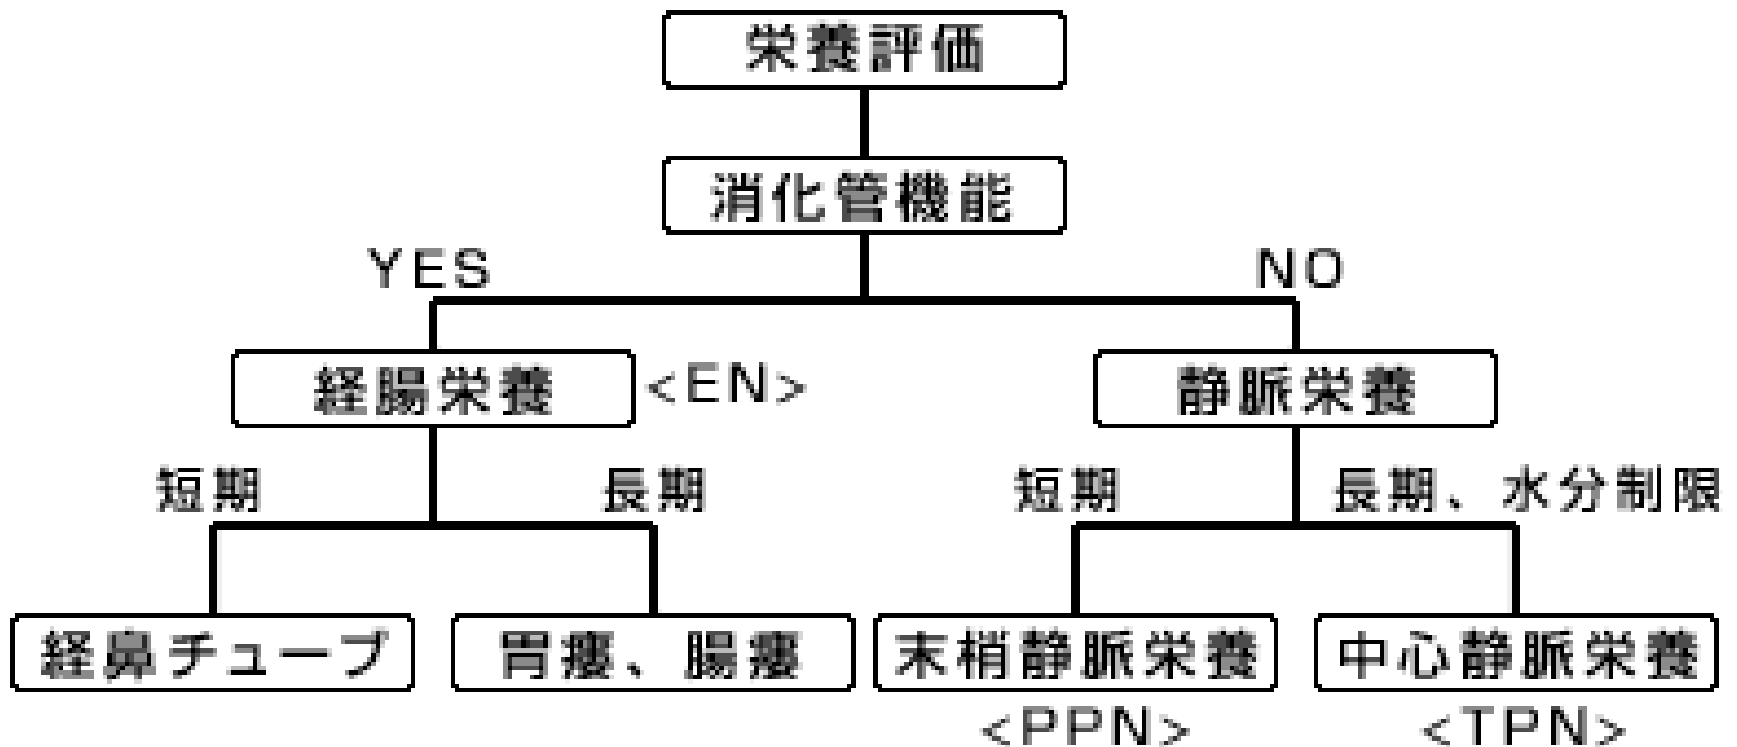 栄養評価
消化管機能
YES
NO
経腸栄養
<EN>
静脈栄養
短期
長期
短期
長期、水分制限
経鼻チューブ
胃瘻、腸瘻
末梢静脈栄養
中心静脈栄養
<PPN>
<TPN>